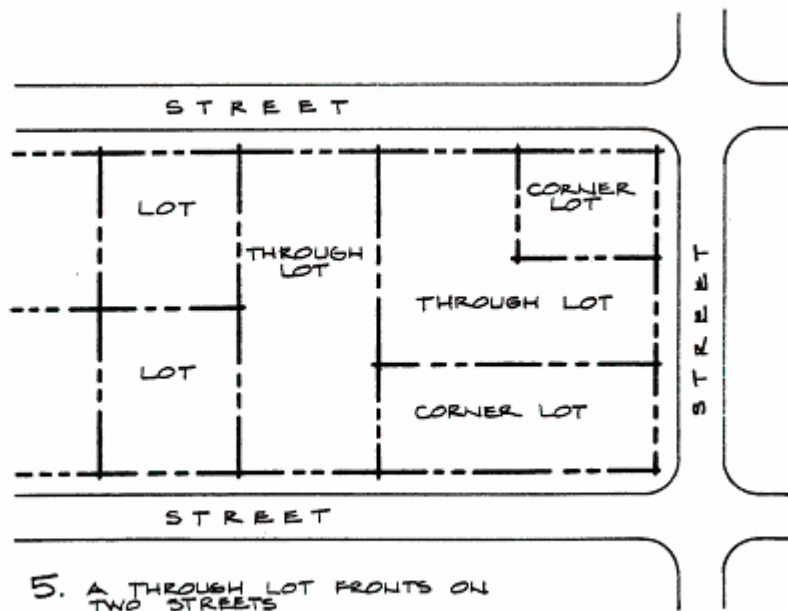 STREET
CORNER
LOT
LOT
THROUGH
LOT
THROUGH LOT
STREET
LOT
CORNER LOT
STREET
5. A THROUGH LOT FRONTS ON
TWO STREETS